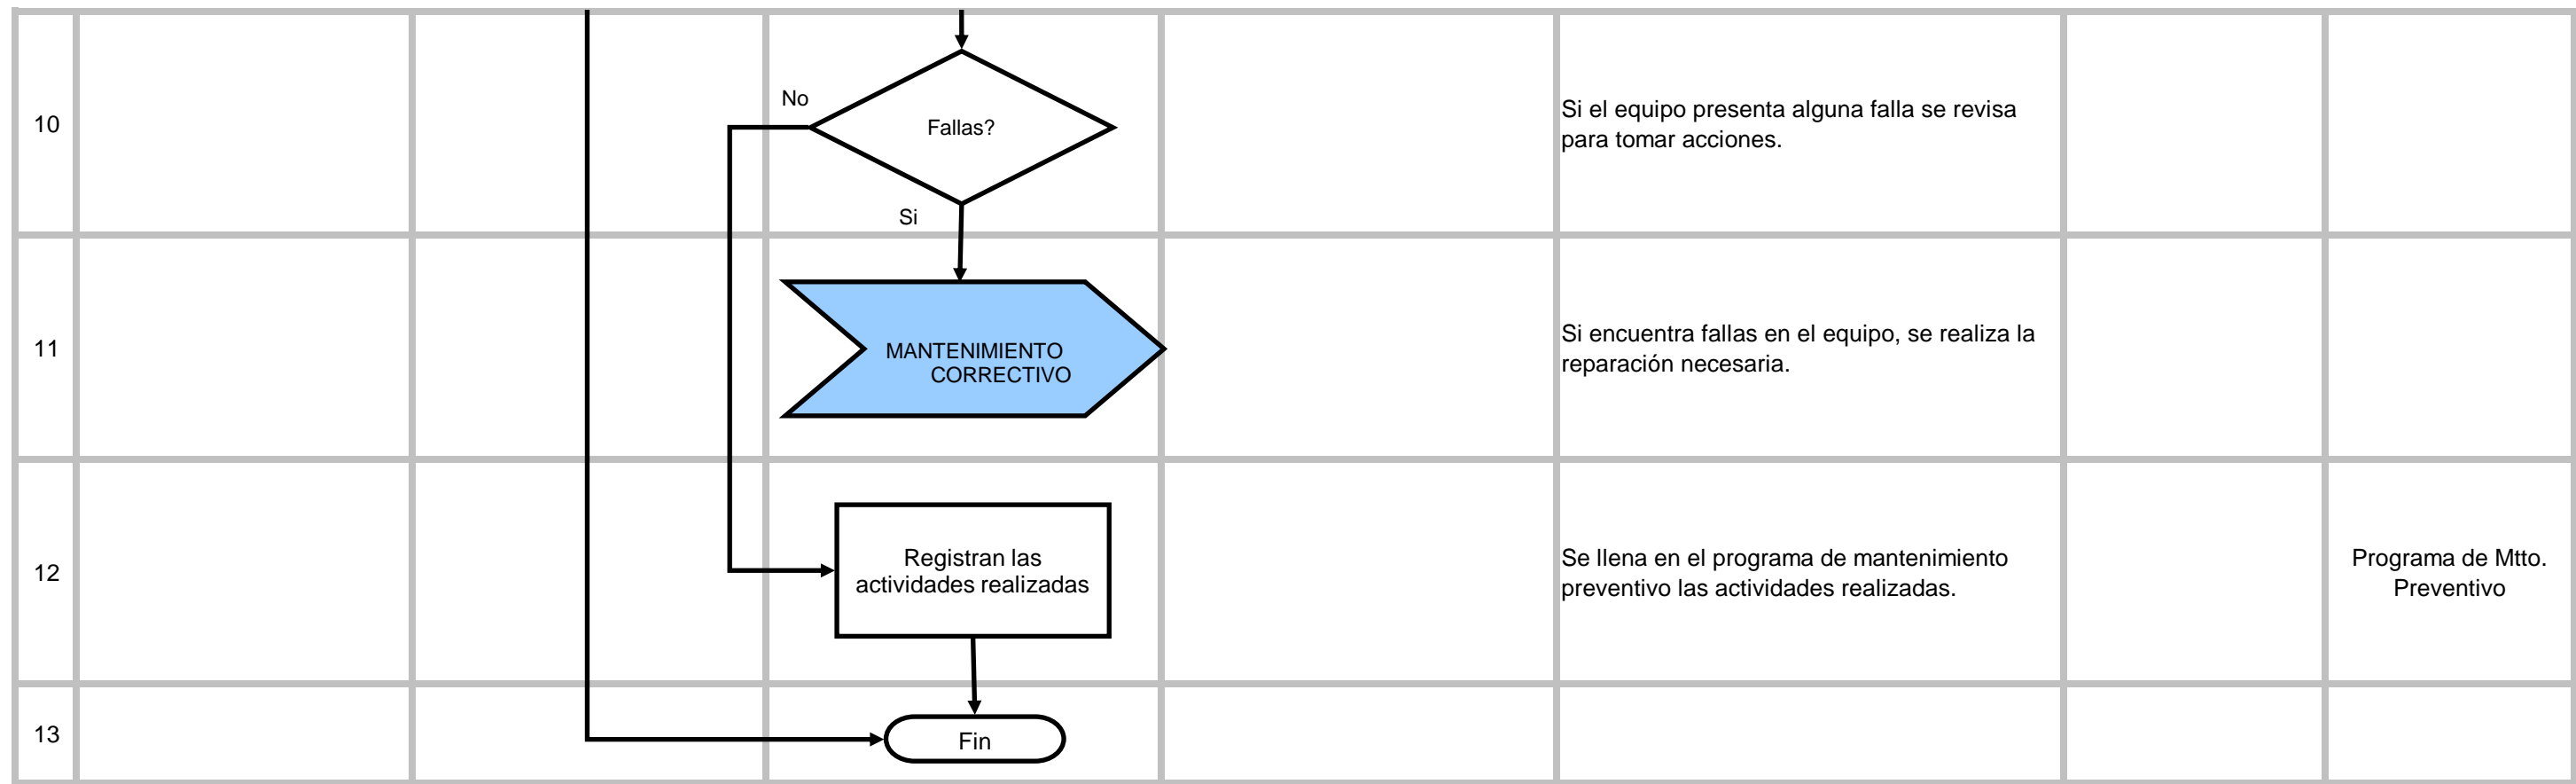 10
No
Fallas?
Si
Si el equipo presenta alguna falla se revisa
para tomar acciones.
11
MANTENIMIENTO
CORRECTIVO
Si encuentra fallas en el equipo, se realiza la
reparación necesaria.
12
Registran las
actividades realizadas
Se llena en el programa de mantenimiento
preventivo las actividades realizadas.
Programa de Mtto.
Preventivo
13
Fin